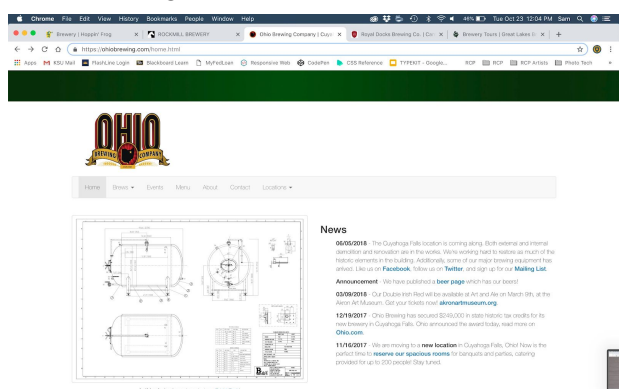 Chrome File Edit View History Bookmarks People Window Help 46% Tue Oct 23 12:04 PM Sam
Brewery | Hoppin' Frog ROCKMILL BREWERY Ohio Brewing Company | Cuya Royal Docks Brewing Co. | Brewery Tours | Great Lakes
https://ohiobrewing.com/home.html
Apps KSU Mail FlashLine Login Blackboard Learn MyFedLoan Responsive Web CodePen CSS Reference TYPEKIT - Google... RCP RCP RCP Artists Photo Tech
OHIO
BREWING COMPANY
Home Brews Events Menu About Contact Locations
News
06/05/2018 - The Cuyahoga Falls location is coming along. Both external and internal
demolition and renovation are in the works. We're working hard to restore as much of the
historic elements in the building. Additionally, some of our major brewing equipment has
arrived. Like us on Facebook, follow us on Twitter, and sign up for our Mailing List.
Announcement - We have published a beer page which has our beers!
03/09/2018 - Our Double Irish Red will be available at Art and Ale on March 9th, at the
Akron Art Museum. Get your tickets now! akronartmuseum.org.
12/19/2017 - Ohio Brewing has secured $249,000 in state historic tax credits for its
new brewery in Cuyahoga Falls. Ohio announced the award today, read more on
Ohio.com.
11/16/2017 - We are moving to a new location in Cuyahoga Falls, Ohio! Now is the
perfect time to reserve our spacious rooms for banquets and parties, catering
provided for up to 200 people! Stay tuned.